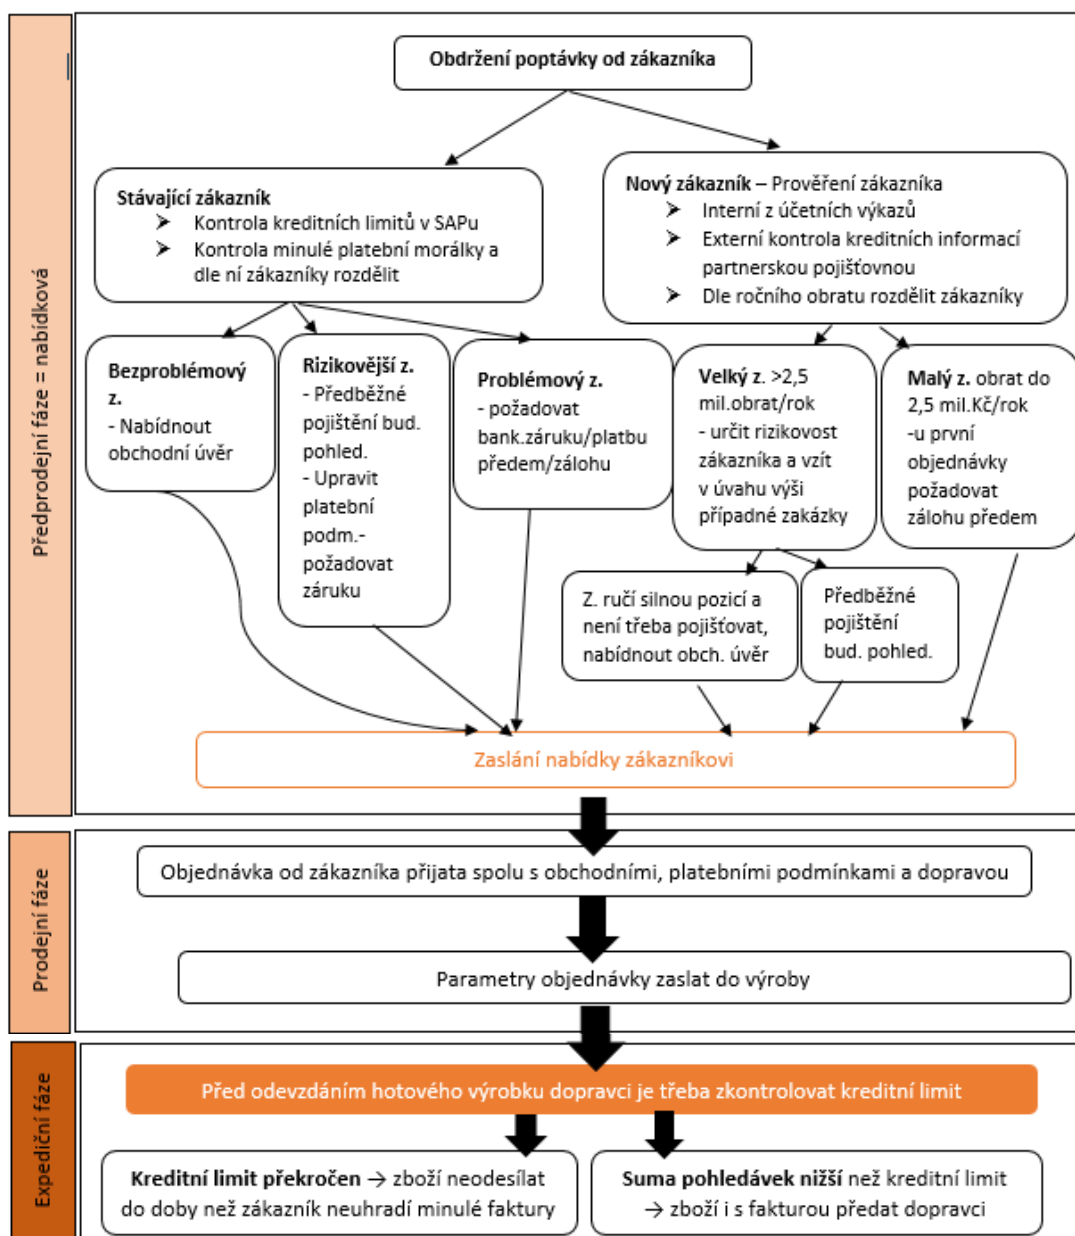 Předprodejní fáze = nabídková
Obdržení poptávky od zákazníka
Stávající zákazník
➤ Kontrola kreditních limitů v SAPu
➤ Kontrola minulé platební morálky a
dle ní zákazníky rozdělit
Nový zákazník – Prověření zákazníka
➤ Interní z účetních výkazů
➤ Externí kontrola kreditních informací
partnerskou pojišťovnou
➤ Dle ročního obratu rozdělit zákazníky
Bezproblémový
z.
- Nabídnout
obchodní úvěr
Rizikovější z.
- Předběžné
pojištění bud.
pohled.
- Upravit
platební
podm.-
požadovat
záruku
Problémový z.
- požadovat
bank.záruku/platbu
předem/zálohu
Velký z. >2,5
mil.obrat/rok
- určit rizikovost
zákazníka a vzít
v úvahu výši
případné zakázky
Malý z. obrat do
2,5 mil.Kč/rok
-u první
objednávky
požadovat
zálohu předem
Z. ručí silnou pozicí a
není třeba pojišťovat,
nabídnout obch. úvěr
Předběžné
pojištění
bud. pohled.
Zaslání nabídky zákazníkovi
Prodejní fáze
Objednávka od zákazníka přijata spolu s obchodními, platebními podmínkami a dopravou
Parametry objednávky zaslat do výroby
Expediční fáze
Před odevzdáním hotového výrobku dopravci je třeba zkontrolovat kreditní limit
Kreditní limit překročen → zboží neodesílat
do doby než zákazník neuhradí minulé faktury
Suma pohledávek nižší než kreditní limit
→ zboží i s fakturou předat dopravci